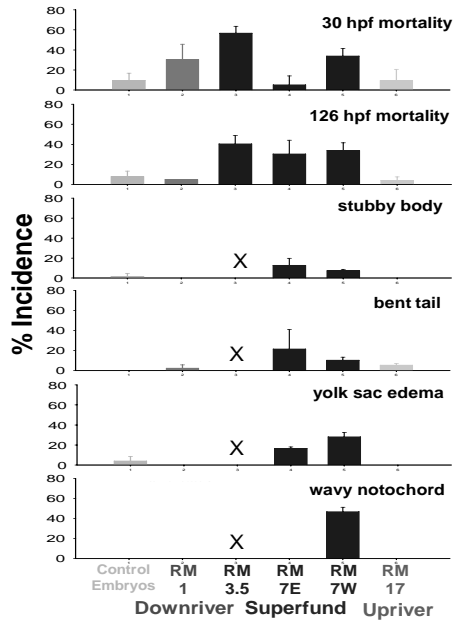 30 hpf mortality
80
60
40
20
0
126 hpf mortality
80
60
40
20
0
stubby body
80
60
40
20
0
X
bent tail
80
60
40
20
0
X
yolk sac edema
80
60
40
20
0
X
wavy notochord
80
60
40
20
0
X
% Incidence
Control RM RM RM RM RM
Embryos 1 3.5 7E 7W 17
Downriver Superfund Upriver